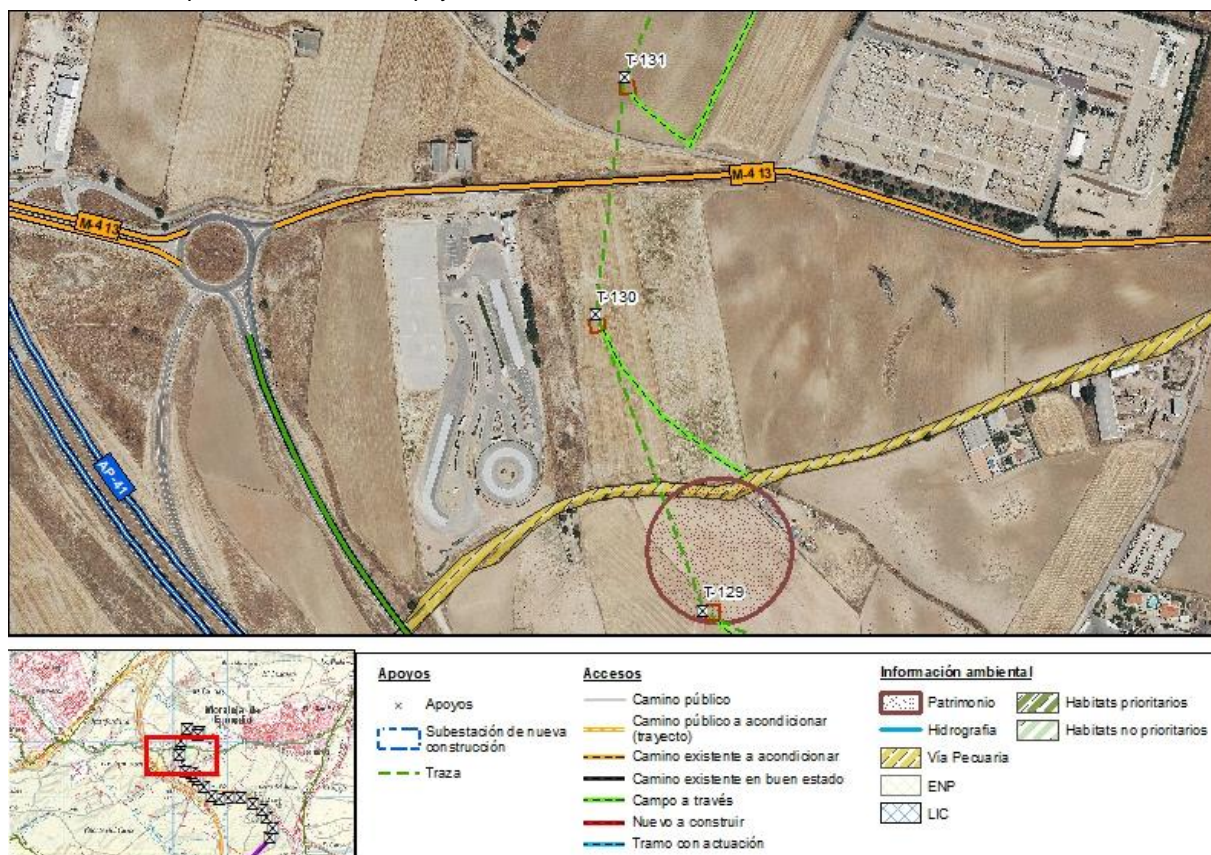 T-131
M-4 13
M-4 13
T-130
AP-41
T-129
Moraleja de
Enmedio
Apoyos
Apoyos
Subestación de nueva
construcción
Traza
Accesos
Camino público
Camino público a acondicionar
(trayecto)
Camino existente a acondicionar
Camino existente en buen estado
Campo a través
Nuevo a construir
Tramo con actuación
Información ambiental
Patrimonio
Hidrografia
Vía Pecuaria
ENP
LIC
Habitats prioritarios
Habitats no prioritarios